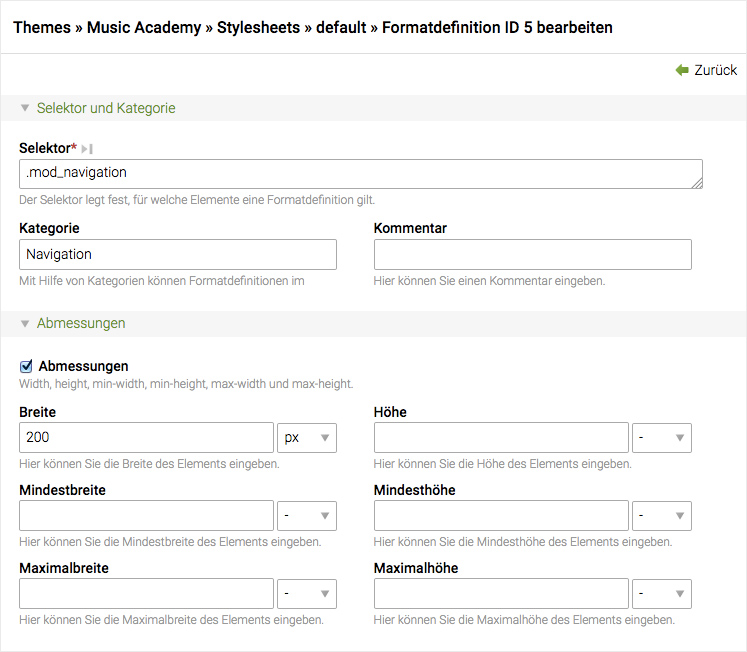 Themes » Music Academy » Stylesheets » default » Formatdefinition ID 5 bearbeiten
Zurück
Selektor und Kategorie
Selektor*
.mod_navigation
Der Selektor legt fest, für welche Elemente eine Formatdefinition gilt.
Kategorie Kommentar
Navigation
Mit Hilfe von Kategorien können Formatdefinitionen im Hier können Sie einen Kommentar eingeben.
Abmessungen
Abmessungen
Width, height, min-width, min-height, max-width und max-height.
Breite Höhe
200 px -
Hier können Sie die Breite des Elements eingeben. Hier können Sie die Höhe des Elements eingeben.
Mindestbreite Mindesthöhe
- -
Hier können Sie die Mindestbreite des Elements eingeben. Hier können Sie die Mindesthöhe des Elements eingeben.
Maximalbreite Maximalhöhe
- -
Hier können Sie die Maximalbreite des Elements eingeben. Hier können Sie die Maximalhöhe des Elements eingeben.